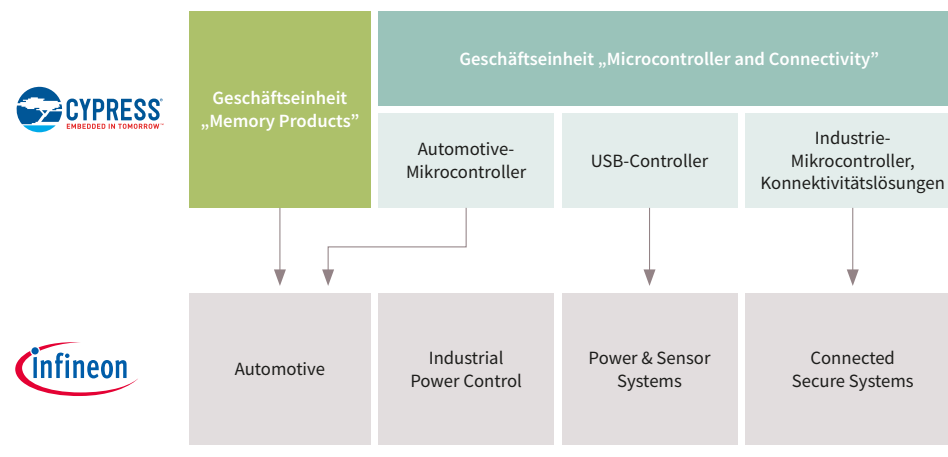 CYPRESS®
EMBEDDED IN TOMORROW™
Geschäftseinheit
„Memory Products”
Geschäftseinheit „Microcontroller and Connectivity”
Automotive-
Mikrocontroller
USB-Controller
Industrie-
Mikrocontroller,
Konnektivitätslösungen
infineon
Automotive
Industrial
Power Control
Power & Sensor
Systems
Connected
Secure Systems